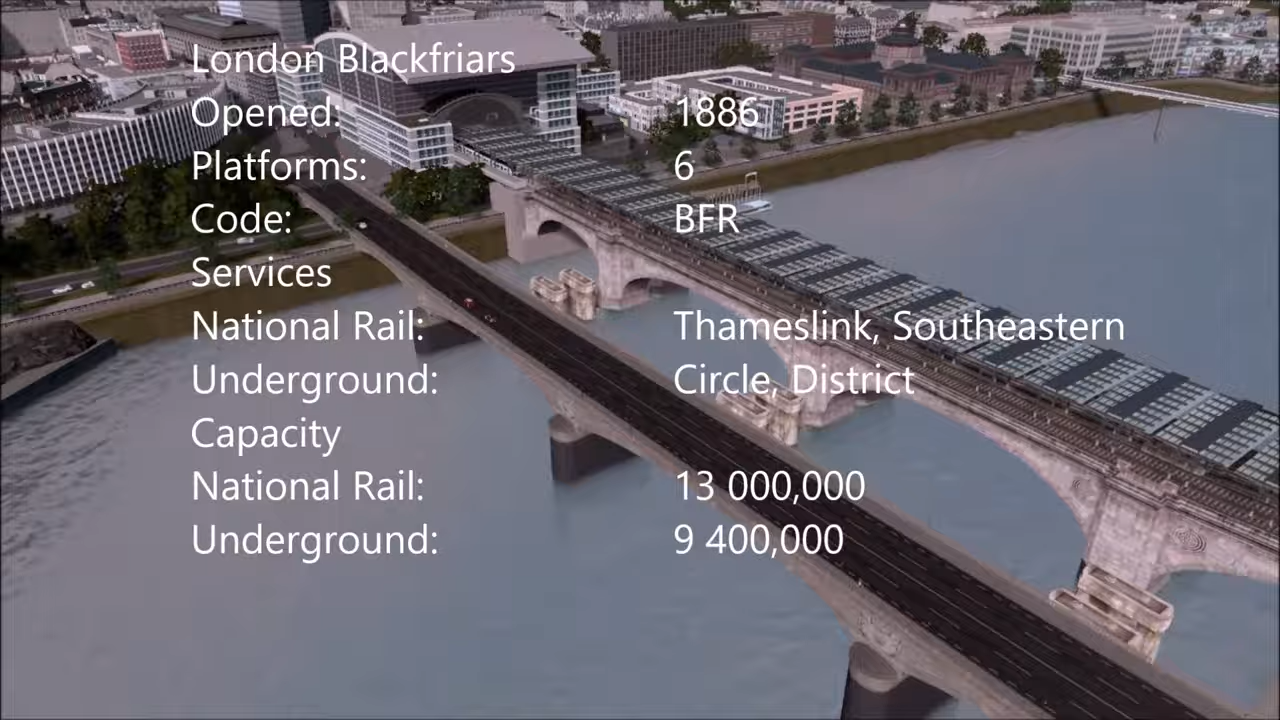 London Blackfriars
Opened: 1886
Platforms: 6
Code: BFR
Services
National Rail: Thameslink, Southeastern
Underground: Circle, District
Capacity
National Rail: 13 000,000
Underground: 9 400,000